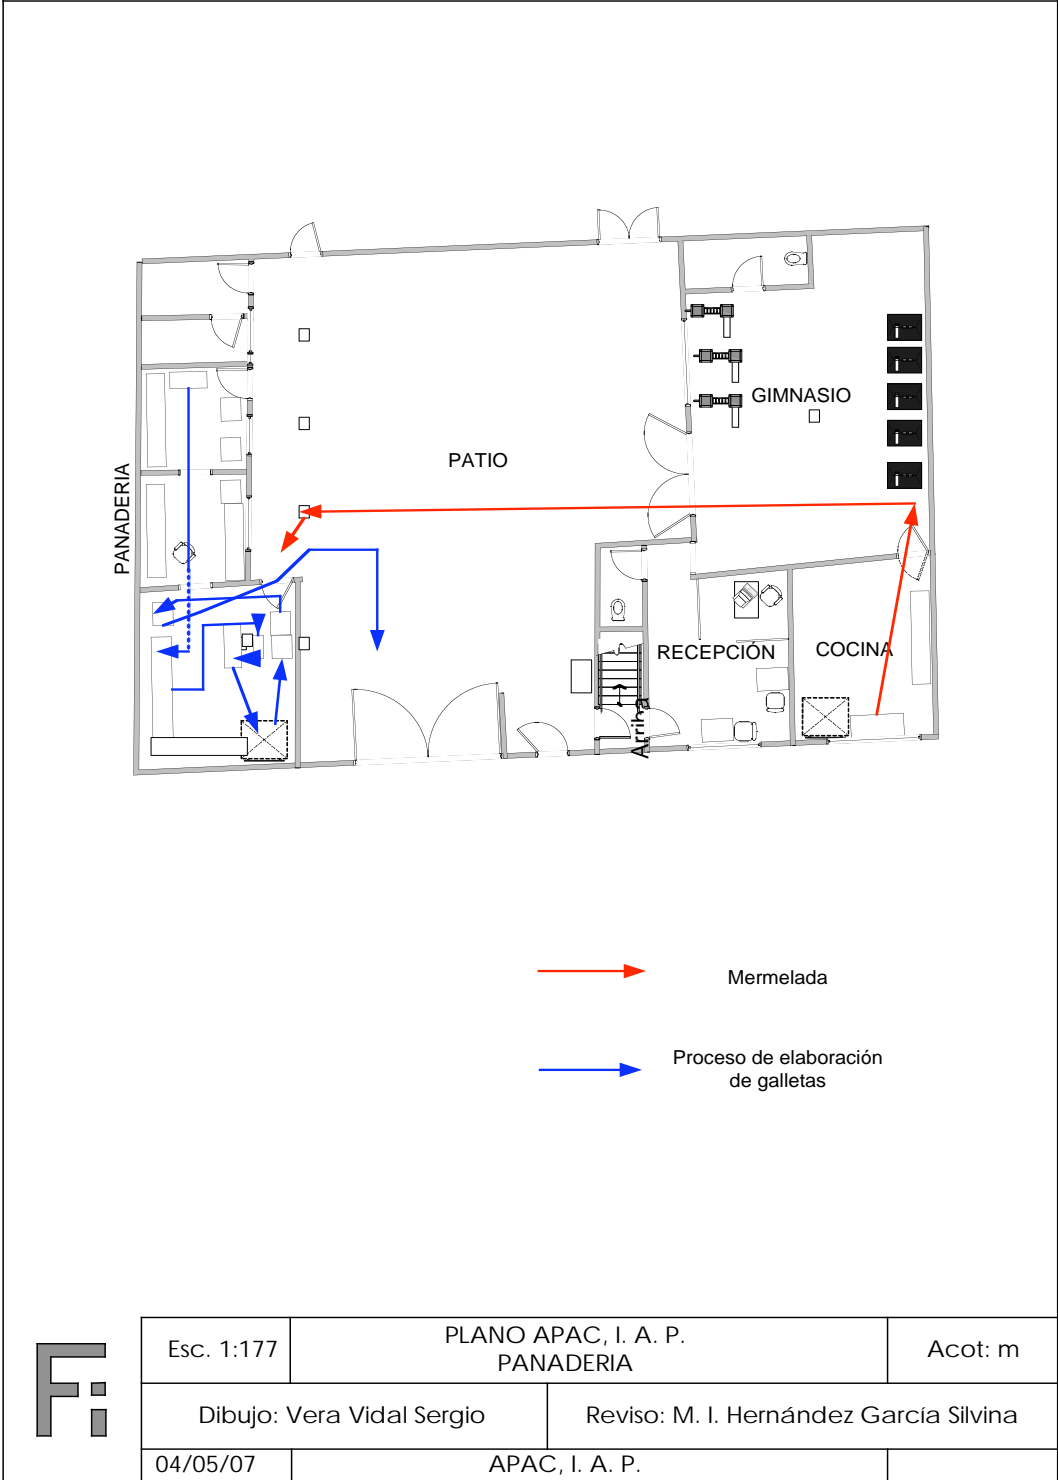 GIMNASIO
PATIO
PANADERIA
RECEPCIÓN
COCINA
Arriba
Mermelada
Proceso de elaboración
de galletas
Fi
Esc. 1:177
PLANO APAC, I. A. P.
PANADERIA
Acot: m
Dibujo: Vera Vidal Sergio
Reviso: M. I. Hernández García Silvina
04/05/07
APAC, I. A. P.